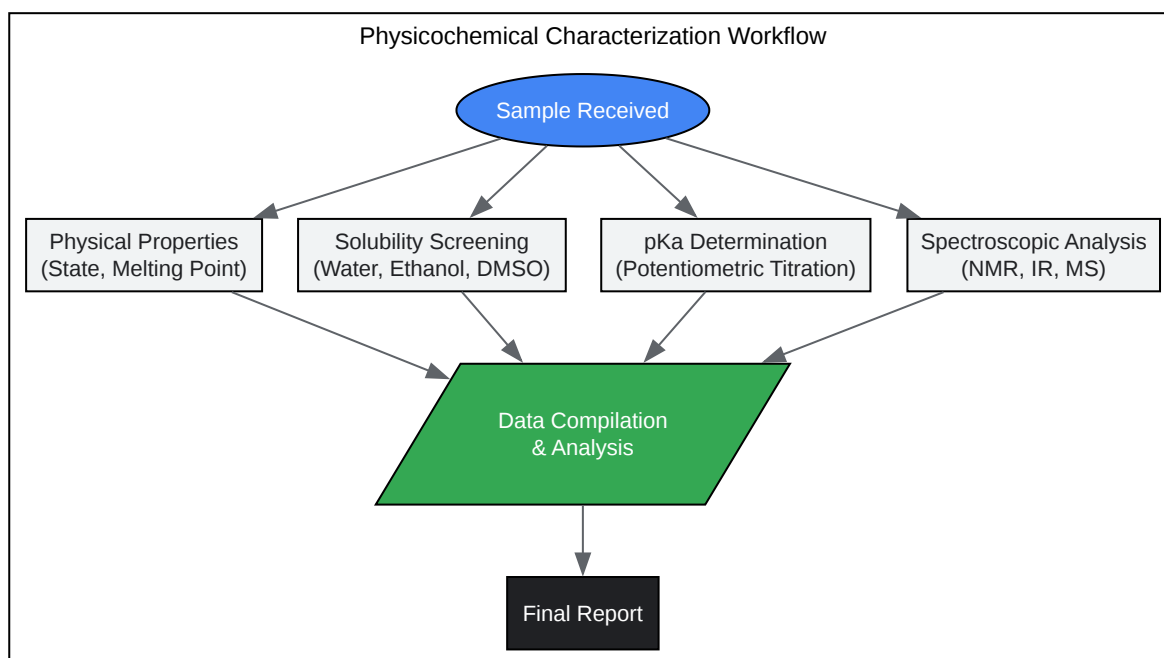 Physicochemical Characterization Workflow
Sample Received
Physical Properties
(State, Melting Point)
Solubility Screening
(Water, Ethanol, DMSO)
pKa Determination
(Potentiometric Titration)
Spectroscopic Analysis
(NMR, IR, MS)
Data Compilation
& Analysis
Final Report